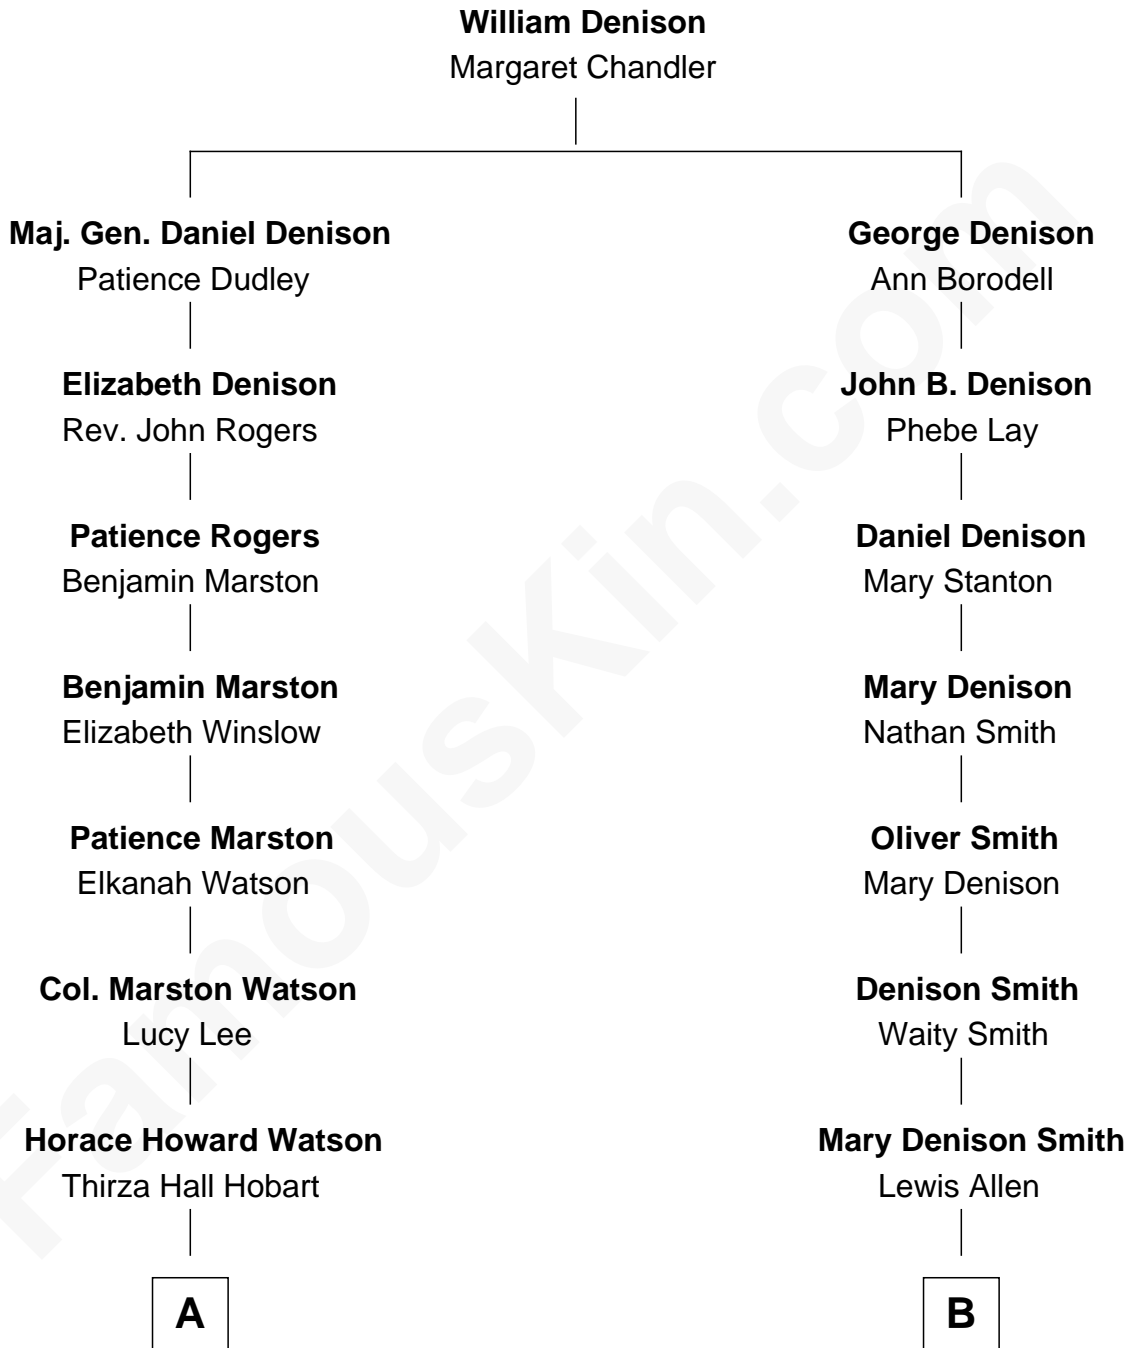 William Denison
Margaret Chandler
Maj. Gen. Daniel Denison
Patience Dudley
George Denison
Ann Borodell
Elizabeth Denison
Rev. John Rogers
John B. Denison
Phebe Lay
Patience Rogers
Benjamin Marston
Daniel Denison
Mary Stanton
Benjamin Marston
Elizabeth Winslow
Mary Denison
Nathan Smith
Patience Marston
Elkanah Watson
Oliver Smith
Mary Denison
Col. Marston Watson
Lucy Lee
Denison Smith
Waity Smith
Horace Howard Watson
Thirza Hall Hobart
Mary Denison Smith
Lewis Allen
A
B
FamousKin.com